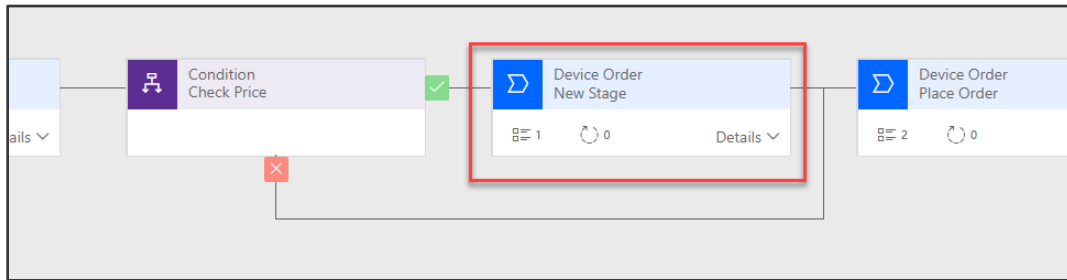 Condition
Check Price
Device Order
New Stage
Device Order
Place Order
ails
1
0
Details
2
0